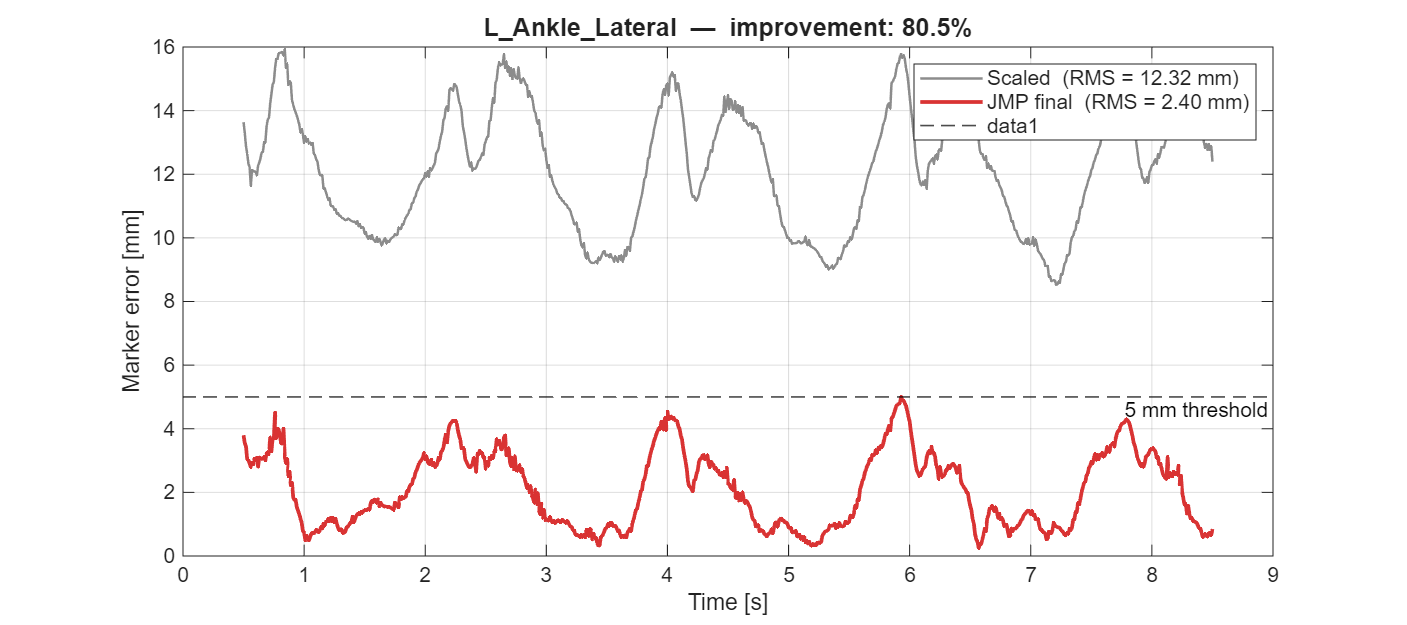 L_Ankle_Lateral — improvement: 80.5%
16
14
12
10
8
6
4
2
0
Marker error [mm]
Scaled (RMS = 12.32 mm)
JMP final (RMS = 2.40 mm)
data1
5 mm threshold
0 1 2 3 4 5 6 7 8 9
Time [s]